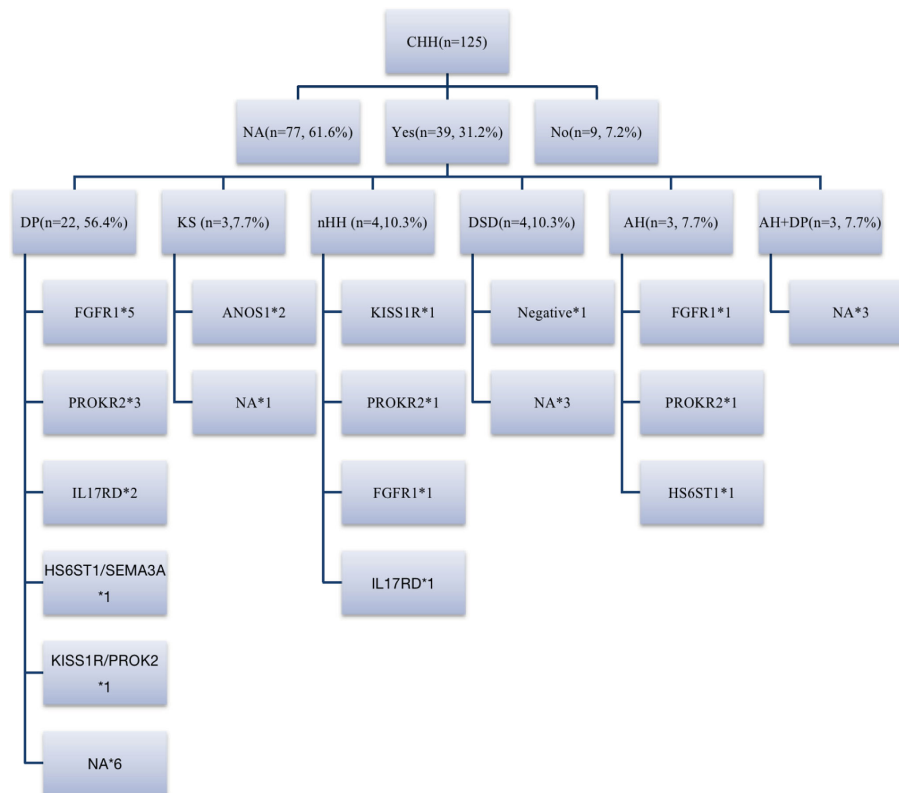 CHH(n=125)
NA(n=77, 61.6%)
Yes(n=39, 31.2%)
No(n=9, 7.2%)
DP(n=22, 56.4%)
KS (n=3,7.7%)
nHH (n=4,10.3%)
DSD(n=4,10.3%)
AH(n=3, 7.7%)
AH+DP(n=3, 7.7%)
FGFR1*5
ANOS1*2
KISS1R*1
Negative*1
FGFR1*1
NA*3
PROKR2*3
NA*1
PROKR2*1
NA*3
PROKR2*1
IL17RD*2
FGFR1*1
HS6ST1*1
HS6ST1/SEMA3A
*1
IL17RD*1
KISS1R/PROK2
*1
NA*6